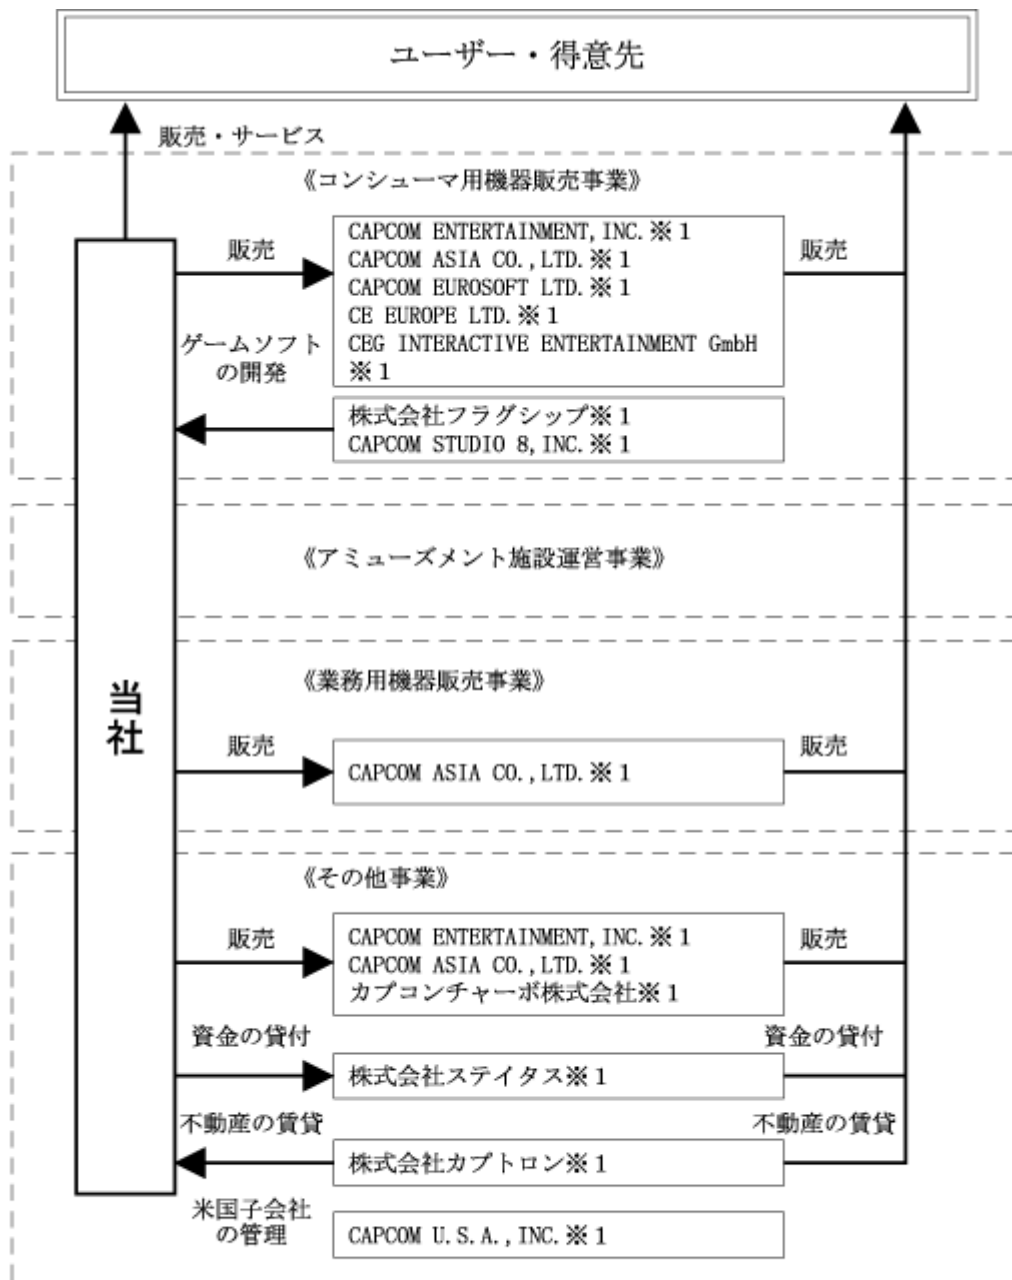 ユーザー・得意先
販売・サービス
《コンシューマ用機器販売事業》
販売
CAPCOM ENTERTAINMENT, INC.※1
CAPCOM ASIA CO., LTD.※1
CAPCOM EUROSOFT LTD.※1
CE EUROPE LTD.※1
CEG INTERACTIVE ENTERTAINMENT GmbH
※1
販売
ゲームソフト
の開発
株式会社フラグシップ※1
CAPCOM STUDIO 8, INC.※1
《アミューズメント施設運営事業》
当
社
《業務用機器販売事業》
販売
CAPCOM ASIA CO., LTD.※1
販売
《その他事業》
販売
CAPCOM ENTERTAINMENT, INC.※1
CAPCOM ASIA CO., LTD.※1
カプコンチャーボ株式会社※1
販売
資金の貸付
株式会社ステイタス※1
資金の貸付
不動産の賃貸
株式会社カプトロン※1
不動産の賃貸
米国子会社
の管理
CAPCOM U.S.A., INC.※1